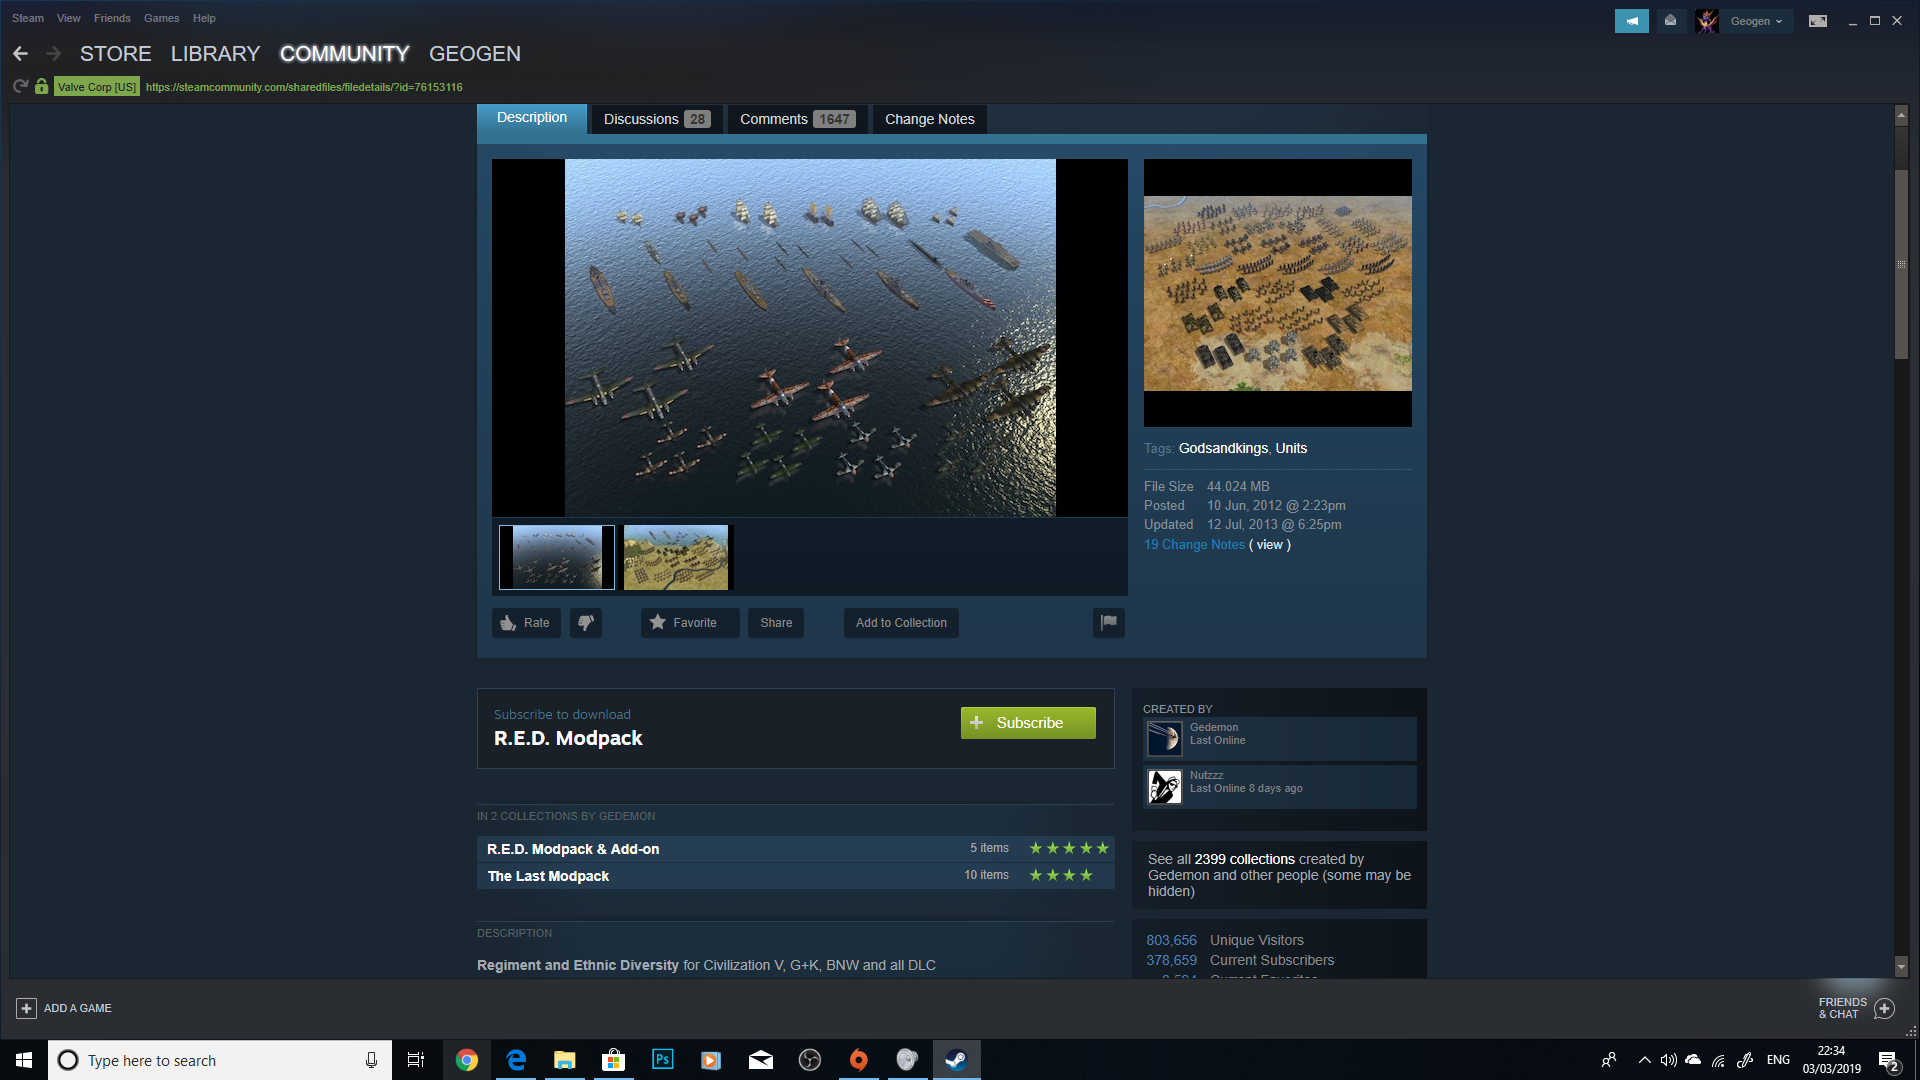 Steam View Friends Games Help
Geogen
STORE LIBRARY COMMUNITY GEOGEN
Valve Corp [US] https://steamcommunity.com/sharedfiles/filedetails/?id=76153116
Description Discussions 28 Comments 1647 Change Notes
Tags: Godsandkings, Units
File Size 44.024 MB
Posted 10 Jun, 2012 @ 2:23pm
Updated 12 Jul, 2013 @ 6:25pm
19 Change Notes ( view )
Rate Favorite Share Add to Collection
Subscribe to download
R.E.D. Modpack
Subscribe
CREATED BY
Gedemon
Last Online
Nutzzz
Last Online 8 days ago
IN 2 COLLECTIONS BY GEDEMON
R.E.D. Modpack & Add-on 5 items
The Last Modpack 10 items
See all 2399 collections created by
Gedemon and other people (some may be
hidden)
DESCRIPTION
Regiment and Ethnic Diversity for Civilization V, G+K, BNW and all DLC
803,656 Unique Visitors
378,659 Current Subscribers
Current Favorites
ADD A GAME
FRIENDS
& CHAT
Type here to search
Ps
ENG
22:34
03/03/2019
2